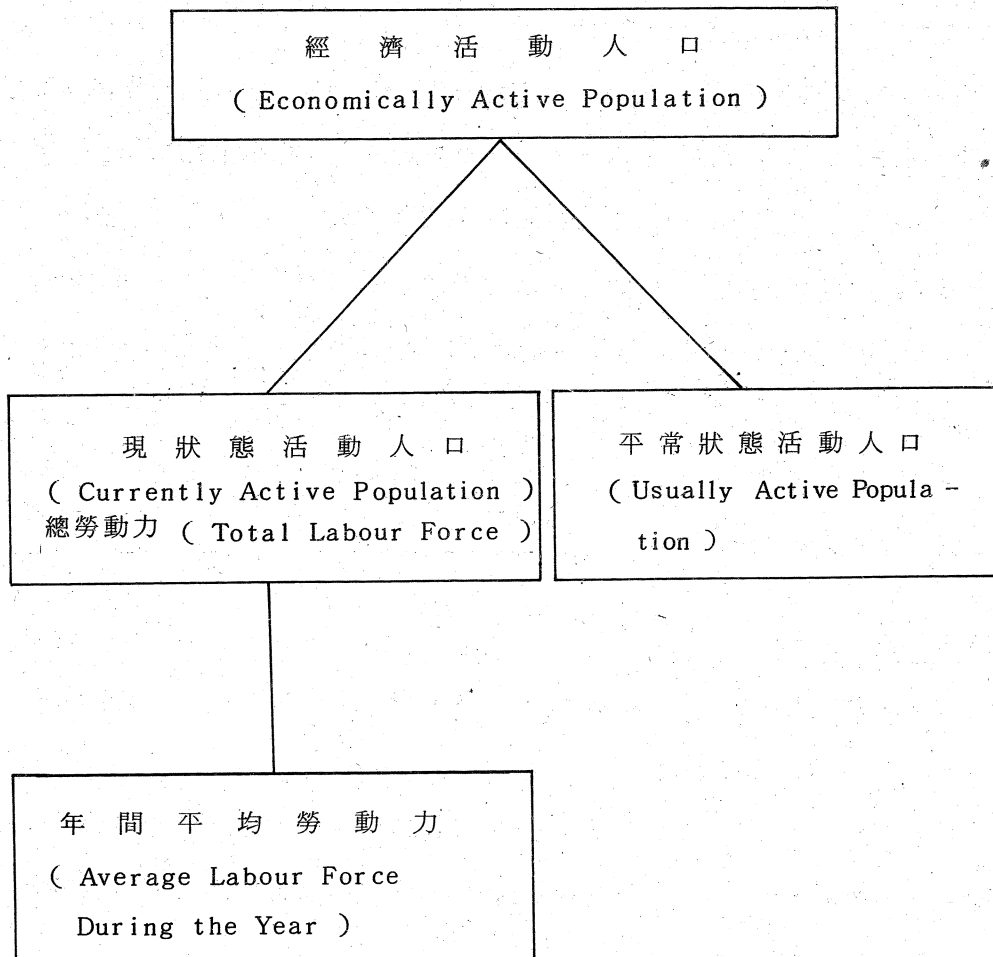 經濟活動人口
( Economically Active Population )
現狀態活動人口
( Currently Active Population )
總勞動力 ( Total Labour Force )
平常狀態活動人口
( Usually Active Popula-
tion )
年間平均勞動力
( Average Labour Force
During the Year )